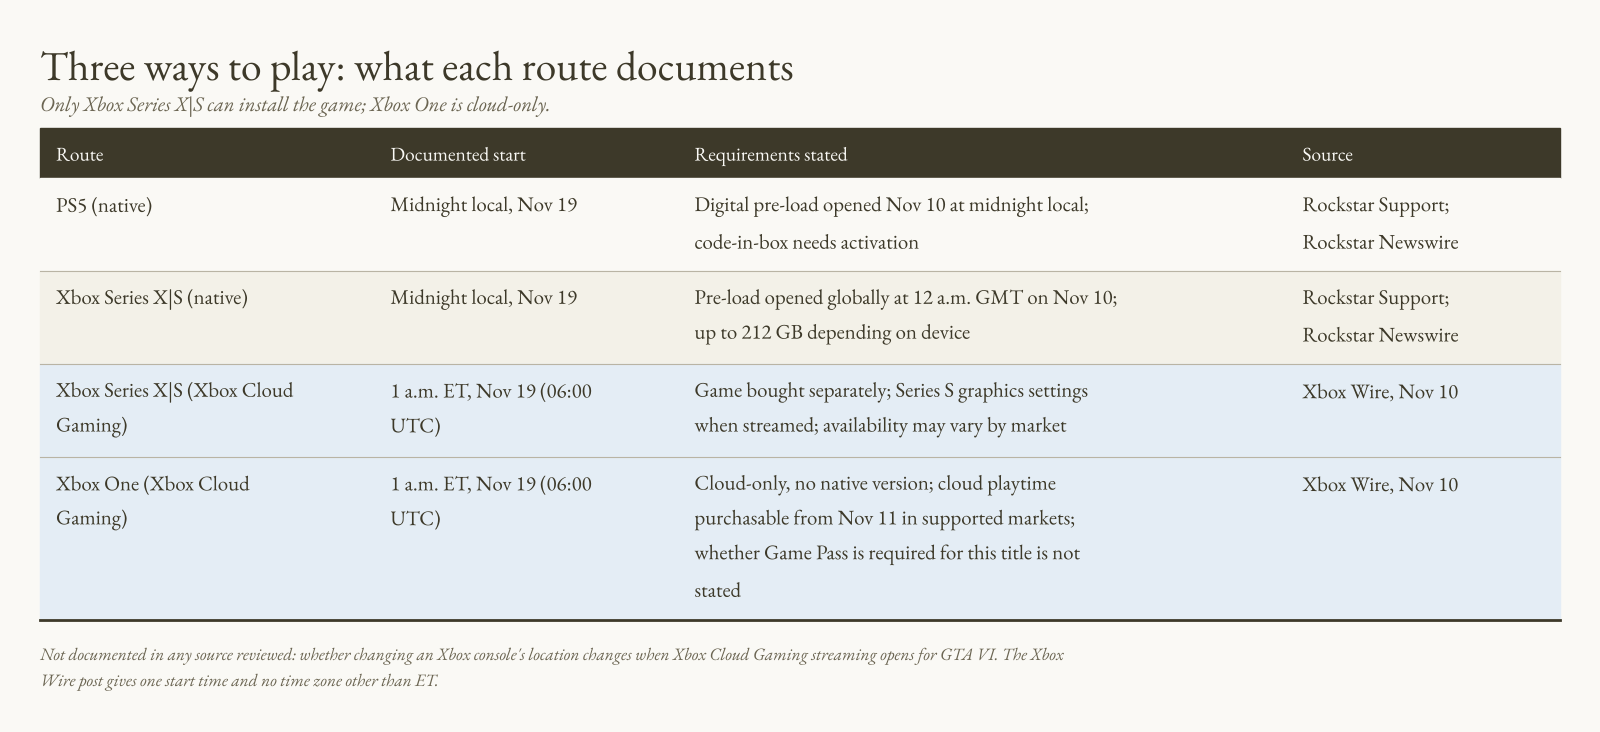 Three ways to play: what each route documents
Only Xbox Series X|S can install the game; Xbox One is cloud-only.
Route Documented start Requirements stated Source
PS5 (native) Midnight local, Nov 19 Digital pre-load opened Nov 10 at midnight local; Rockstar Support;
code-in-box needs activation Rockstar Newswire
Xbox Series X|S (native) Midnight local, Nov 19 Pre-load opened globally at 12 a.m. GMT on Nov 10; Rockstar Support;
up to 212 GB depending on device Rockstar Newswire
Xbox Series X|S (Xbox Cloud 1 a.m. ET, Nov 19 (06:00 Game bought separately; Series S graphics settings Xbox Wire, Nov 10
Gaming) UTC) when streamed; availability may vary by market
Xbox One (Xbox Cloud 1 a.m. ET, Nov 19 (06:00 Cloud-only, no native version; cloud playtime Xbox Wire, Nov 10
Gaming) UTC) purchasable from Nov 11 in supported markets;
whether Game Pass is required for this title is not
stated
Not documented in any source reviewed: whether changing an Xbox console's location changes when Xbox Cloud Gaming streaming opens for GTA VI. The Xbox
Wire post gives one start time and no time zone other than ET.